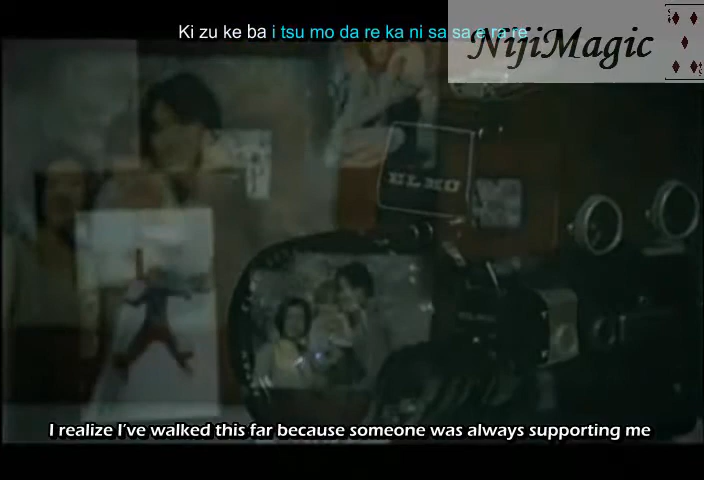 Ki zu ke ba i tsu mo da re ka ni sa sa e ra re
NijiMagic
ELMO
I realize I've walked this far because someone was always supporting me